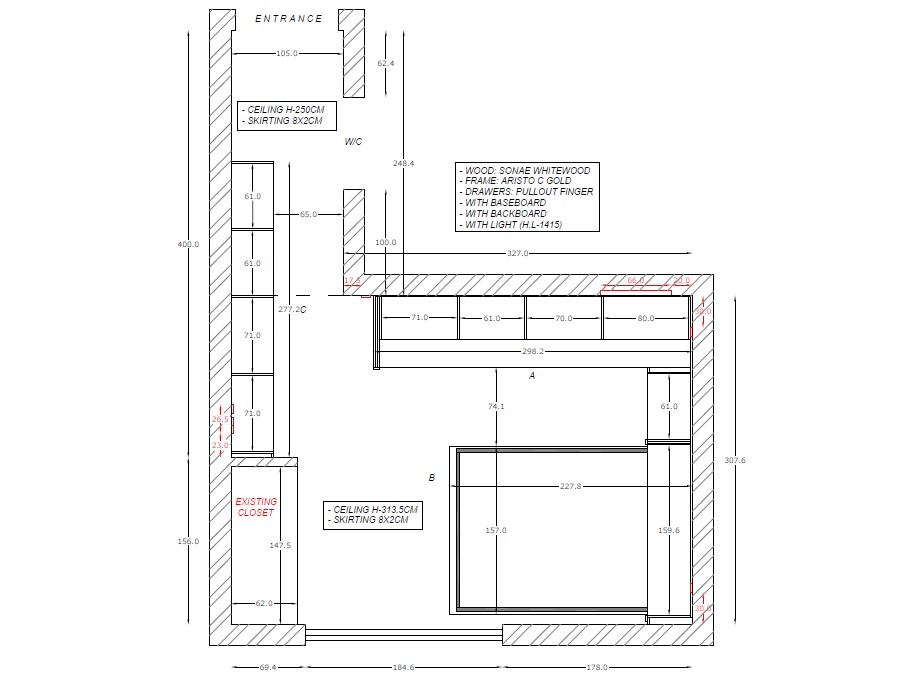 ENTRANCE
105.0
62.4
- CEILING H-250CM
- SKIRTING 8X2CM
W/C
248.4
- WOOD: SONAE WHITEWOOD
- FRAME: ARISTO C GOLD
- DRAWERS: PULLOUT FINGER
- WITH BASEBOARD
- WITH BACKBOARD
- WITH LIGHT (H.L-1415)
61.0
65.0
400.0
100.0
327.0
61.0
17.5
66.0
20.0
277.2
C
30.0
71.0
61.0
70.0
80.0
71.0
298.2
A
74.1
61.0
71.0
26.5
23.0
307.6
B
227.8
EXISTING
CLOSET
- CEILING H-313.5CM
- SKIRTING 8X2CM
157.0
159.6
156.0
147.5
62.0
30.0
69.4
184.6
178.0